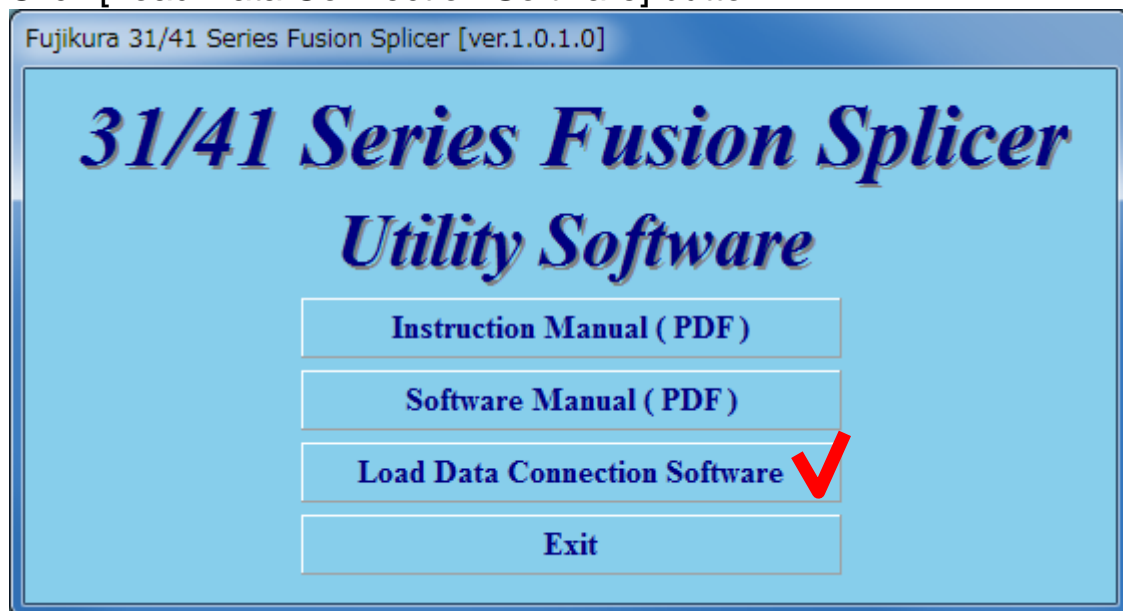 Fujikura 31/41 Series Fusion Splicer [ver.1.0.1.0]
31/41 Series Fusion Splicer
Utility Software
Instruction Manual ( PDF )
Software Manual ( PDF )
Load Data Connection Software
Exit